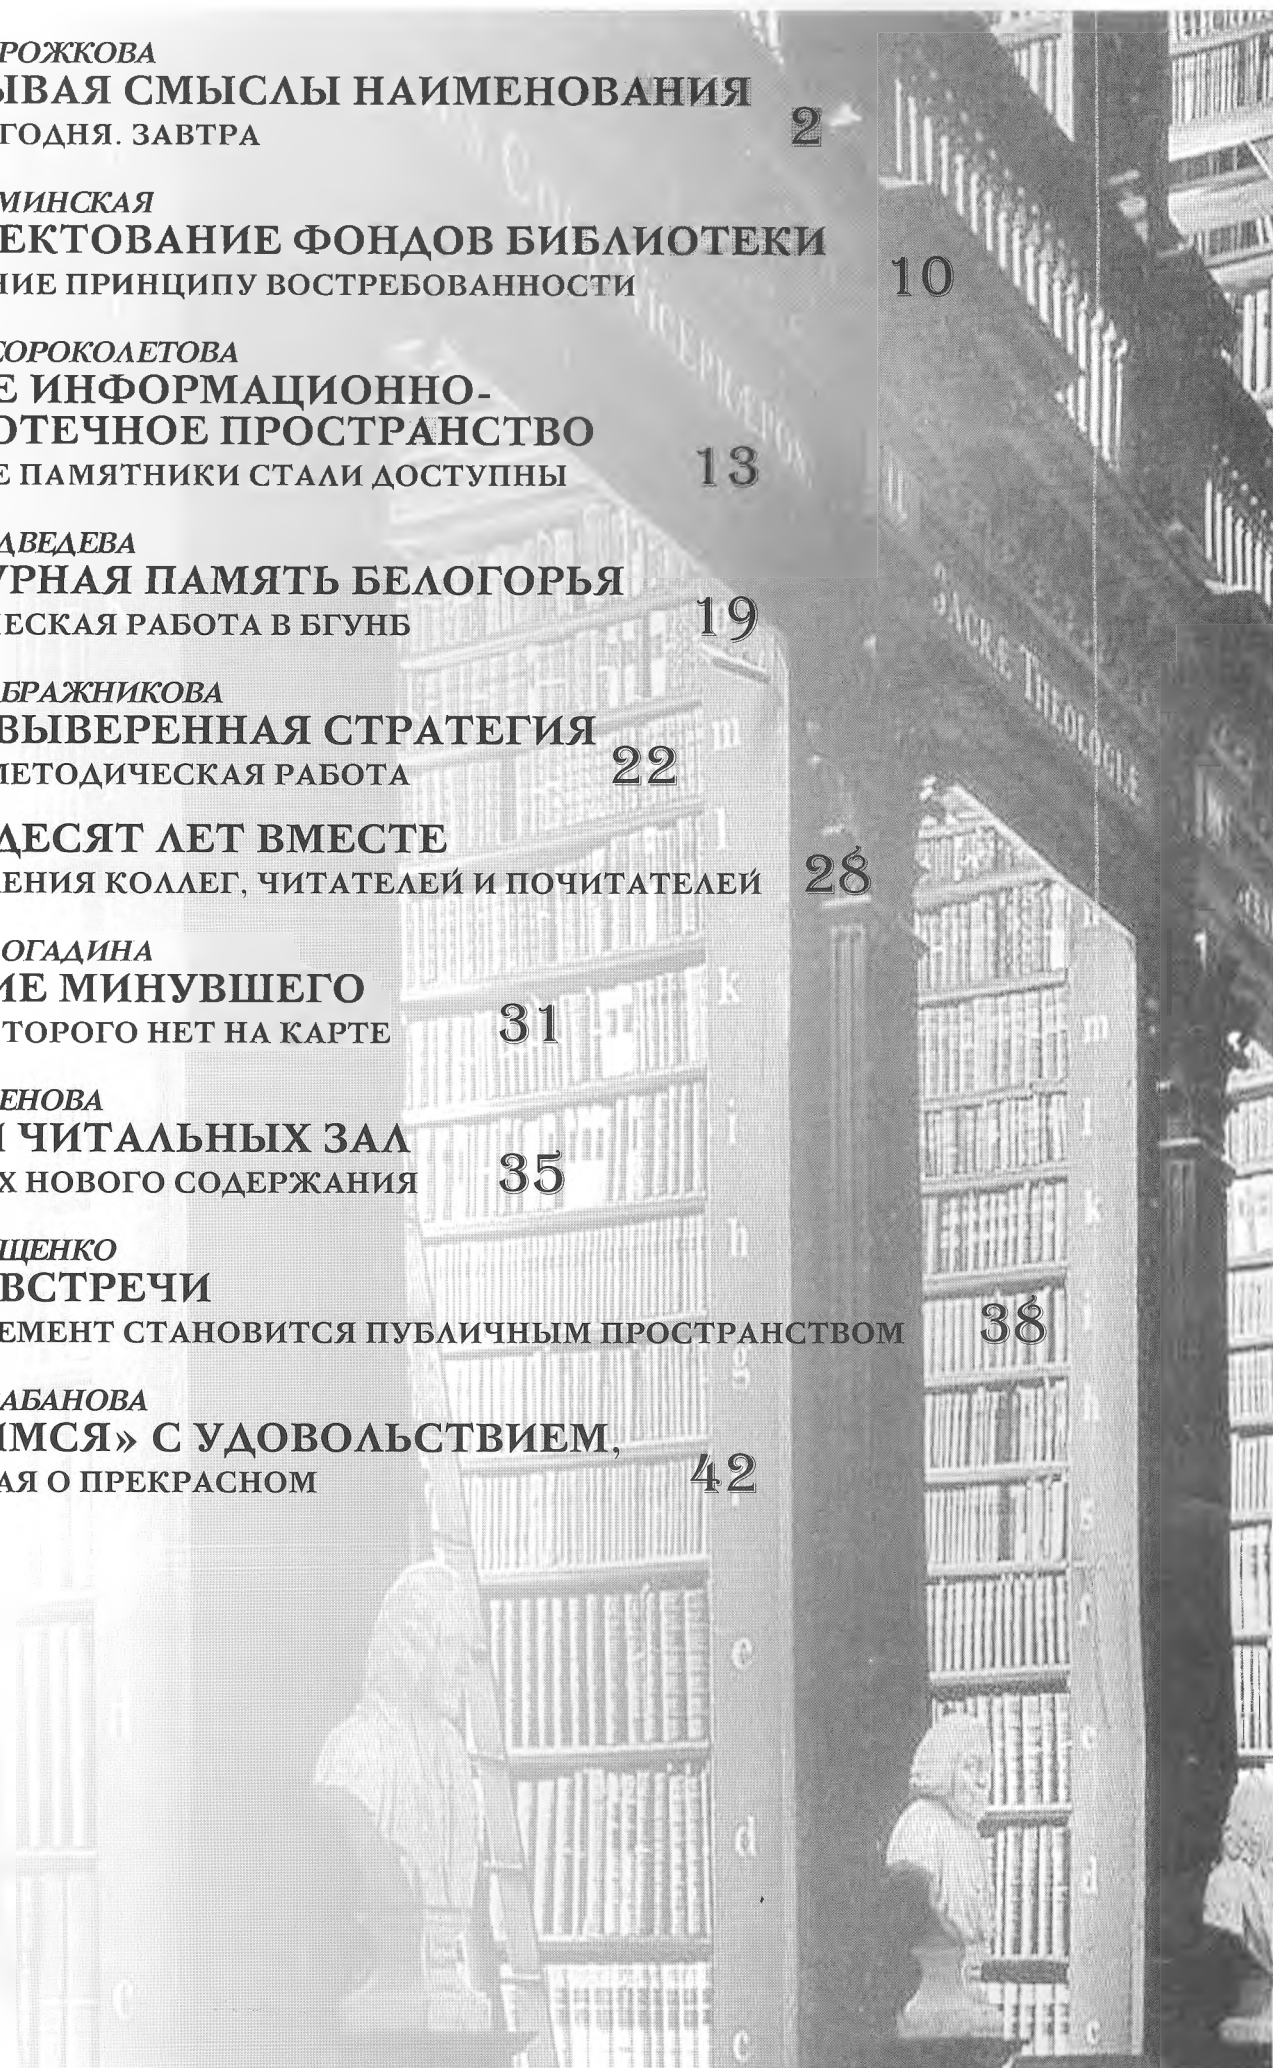 РОЖКОВА
ЫВАЯ СМЫСЛЫ НАИМЕНОВАНИЯ
ГОДНЯ. ЗАВТРА
2
МИНСКАЯ
ЕКТОВАНИЕ ФОНДОВ БИБЛИОТЕКИ
НИЕ ПРИНЦИПУ ВОСТРЕБОВАННОСТИ
10
СОРОКОЛЕТОВА
Е ИНФОРМАЦИОННО-
ОТЕЧНОЕ ПРОСТРАНСТВО
Е ПАМЯТНИКИ СТАЛИ ДОСТУПНЫ
13
ДВЕДЕВА
УРНАЯ ПАМЯТЬ БЕЛОГОРЬЯ
ЕСКАЯ РАБОТА В БГУНБ
19
БРАЖНИКОВА
ВЫВЕРЕННАЯ СТРАТЕГИЯ
МЕТОДИЧЕСКАЯ РАБОТА
22
ДЕСЯТ ЛЕТ ВМЕСТЕ
ЕНИЯ КОЛЛЕГ, ЧИТАТЕЛЕЙ И ПОЧИТАТЕЛЕЙ
28
ОГАДИНА
ИЕ МИНУВШЕГО
ТОРОГО НЕТ НА КАРТЕ
31
ЕНОВА
И ЧИТАЛЬНЫХ ЗАЛ
Х НОВОГО СОДЕРЖАНИЯ
35
ЩЕНКО
ВСТРЕЧИ
ЕМЕНТ СТАНОВИТСЯ ПУБЛИЧНЫМ ПРОСТРАНСТВОМ
38
АБАНОВА
ИМСЯ» С УДОВОЛЬСТВИЕМ,
АЯ О ПРЕКРАСНОМ
42
SACRÆ THEOLOGIÆ
m
l
k
i
h
g
e
d
c
m
l
k
i
h
g
e
d
c
d
c